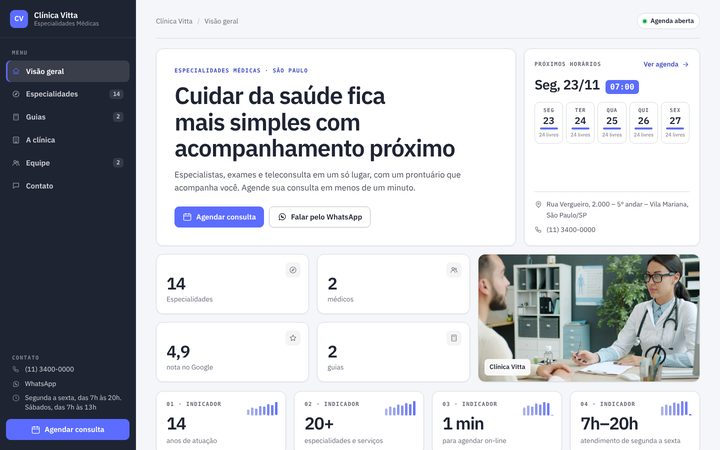 CV
Clínica Vitta
Especialidades Médicas
MENU
Visão geral
Especialidades 14
Guias 2
A clínica
Equipe 2
Contato
CONTATO
(11) 3400-0000
WhatsApp
Segunda a sexta, das 7h às 20h.
Sábados, das 7h às 13h
Agendar consulta
Clínica Vitta / Visão geral
Agenda aberta
ESPECIALIDADES MÉDICAS · SÃO PAULO
Cuidar da saúde fica
mais simples com
acompanhamento próximo
Especialistas, exames e teleconsulta em um só lugar, com um prontuário que
acompanha você. Agende sua consulta em menos de um minuto.
Agendar consulta
Falar pelo WhatsApp
PRÓXIMOS HORÁRIOS
Ver agenda →
Seg, 23/11 07:00
SEG TER QUA QUI SEX
23 24 25 26 27
24 livres 24 livres 24 livres 24 livres 24 livres
Rua Vergueiro, 2.000 – 5º andar – Vila Mariana,
São Paulo/SP
(11) 3400-0000
14
Especialidades
2
médicos
4,9
nota no Google
2
guias
Clínica Vitta
01 · INDICADOR
14
anos de atuação
02 · INDICADOR
20+
especialidades e serviços
03 · INDICADOR
1 min
para agendar on-line
04 · INDICADOR
7h–20h
atendimento de segunda a sexta